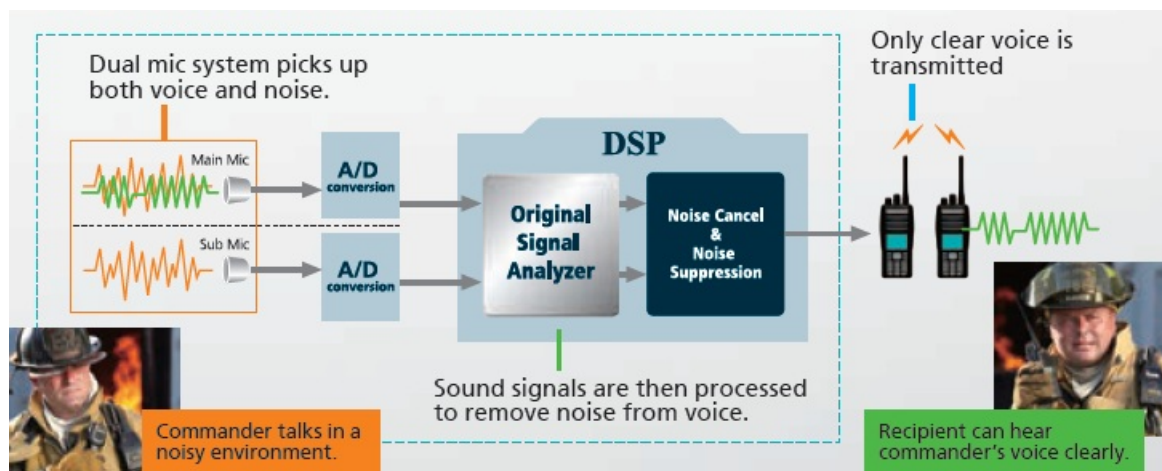 Dual mic system picks up
both voice and noise.
Only clear voice is
transmitted
Main Mic
A/D
conversion
Sub Mic
A/D
conversion
DSP
Original
Signal
Analyzer
Noise Cancel
&
Noise
Suppression
Sound signals are then processed
to remove noise from voice.
Commander talks in a
noisy environment.
Recipient can hear
commander's voice clearly.